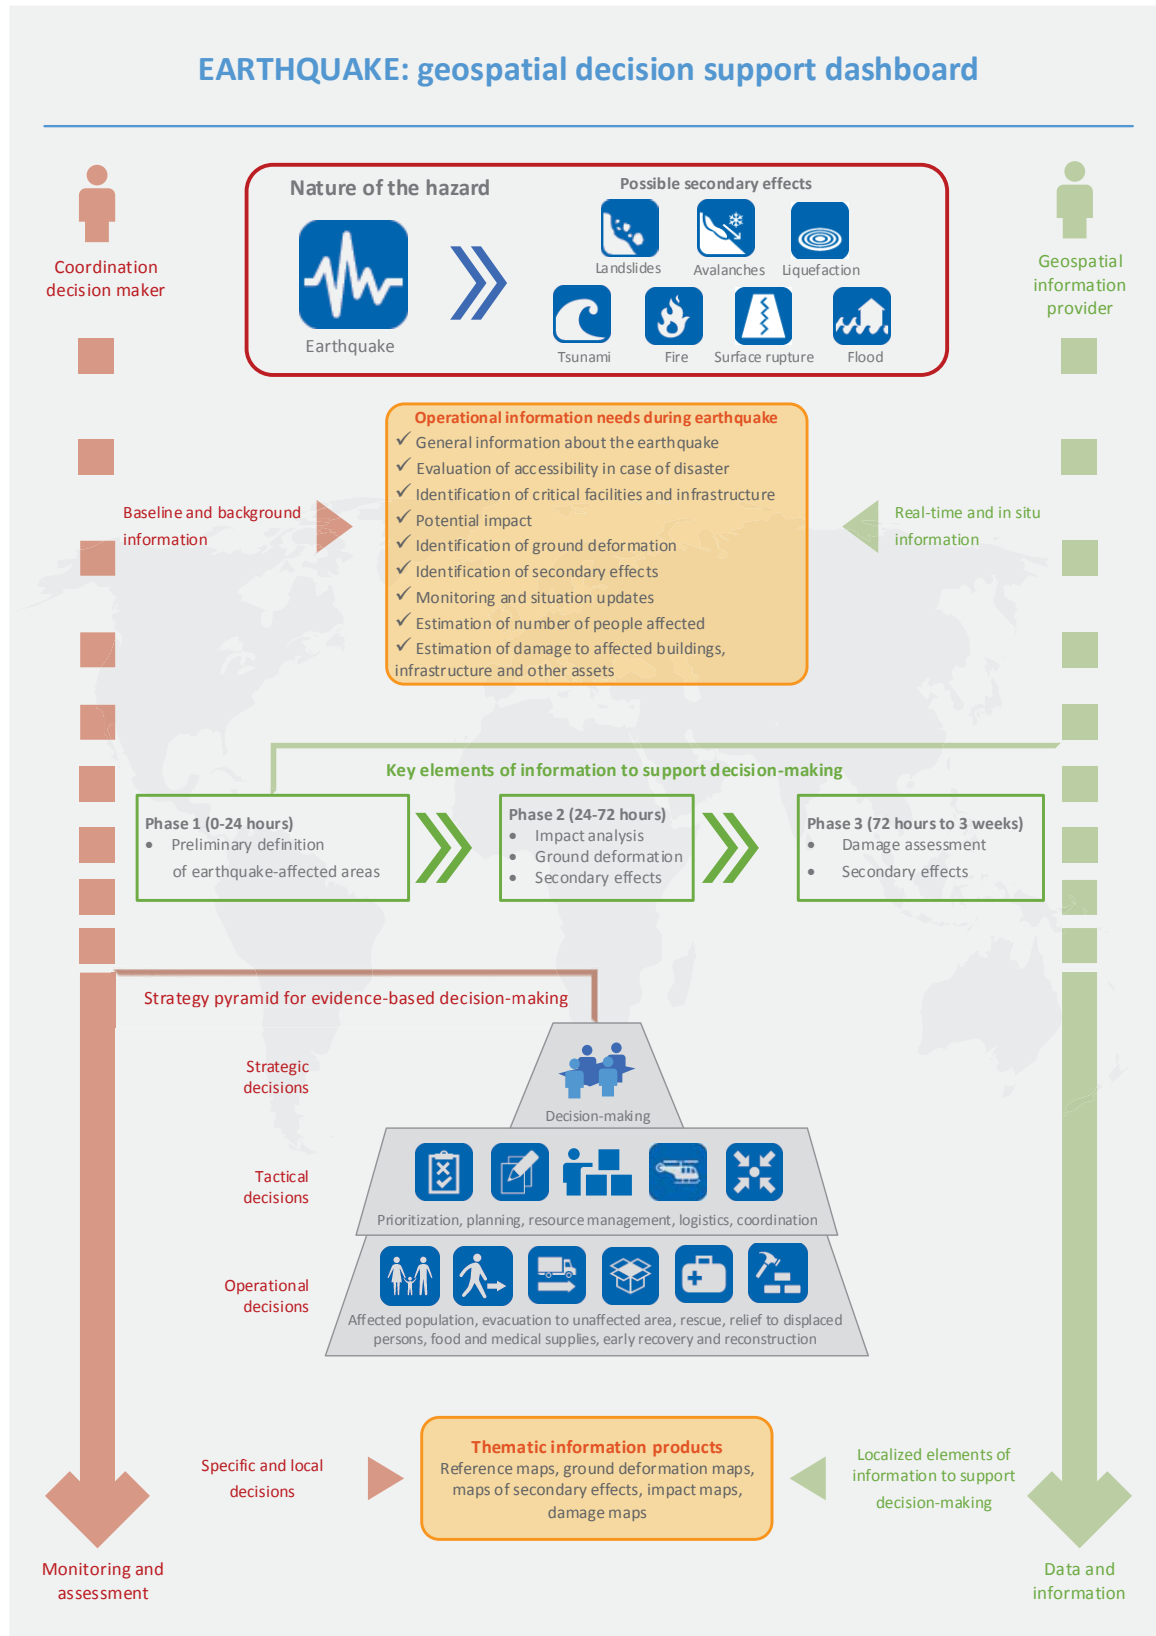 EARTHQUAKE: geospatial decision support dashboard
Coordination
decision maker
Nature of the hazard
Earthquake
Possible secondary effects
Landslides
Avalanches
Liquefaction
Tsunami
Fire
Surface rupture
Flood
Geospatial
information
provider
Operational information needs during earthquake
✓ General information about the earthquake
✓ Evaluation of accessibility in case of disaster
✓ Identification of critical facilities and infrastructure
✓ Potential impact
✓ Identification of ground deformation
✓ Identification of secondary effects
✓ Monitoring and situation updates
✓ Estimation of number of people affected
✓ Estimation of damage to affected buildings,
infrastructure and other assets
Baseline and background
information
Real-time and in situ
information
Key elements of information to support decision-making
Phase 1 (0-24 hours)
• Preliminary definition
of earthquake-affected areas
Phase 2 (24-72 hours)
• Impact analysis
• Ground deformation
• Secondary effects
Phase 3 (72 hours to 3 weeks)
• Damage assessment
• Secondary effects
Strategy pyramid for evidence-based decision-making
Strategic
decisions
Decision-making
Tactical
decisions
Prioritization, planning, resource management, logistics, coordination
Operational
decisions
Affected population, evacuation to unaffected area, rescue, relief to displaced
persons, food and medical supplies, early recovery and reconstruction
Specific and local
decisions
Thematic information products
Reference maps, ground deformation maps,
maps of secondary effects, impact maps,
damage maps
Localized elements of
information to support
decision-making
Monitoring and
assessment
Data and
information